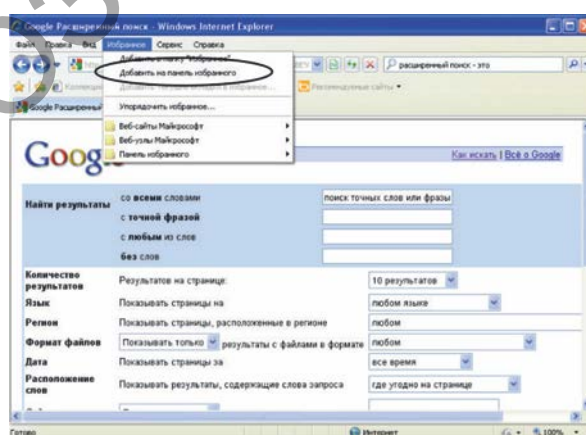 Google Расширенный поиск - Windows Internet Explorer
Файл Правка Вид Избранное Сервис Справка
Добавить в папку "Избранное"
расширенный поиск - это
Добавить на панель избранного
Рекомендуемые сайты
Google Расширенный
Упорядочить избранное...
Веб-сайты Майкрософт
Веб-узлы Майкрософт
Панель избранного
Goog
Как искать | Всё о Google
Найти результаты
со всеми словами
поиск точных слов или фразы
с точной фразой
с любым из слов
без слов
Количество результатов
Результатов на странице:
10 результатов
Язык
Показывать страницы на
любом языке
Регион
Показывать страницы, расположенные в регионе
любом
Формат файлов
Показывать только результаты с файлами в формате
любом
Дата
Показывать страницы за
все время
Расположение слов
Показывать результаты, содержащие слова запроса
где угодно на странице
Готово
Интернет
100%